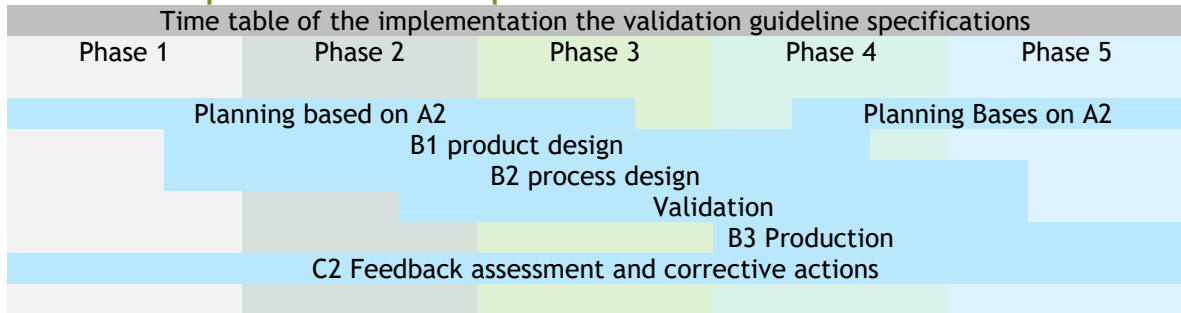 Time table of the implementation the validation guideline specifications
Phase 1 Phase 2 Phase 3 Phase 4 Phase 5
Planning based on A2 Planning Bases on A2
B1 product design
B2 process design
Validation
B3 Production
C2 Feedback assessment and corrective actions